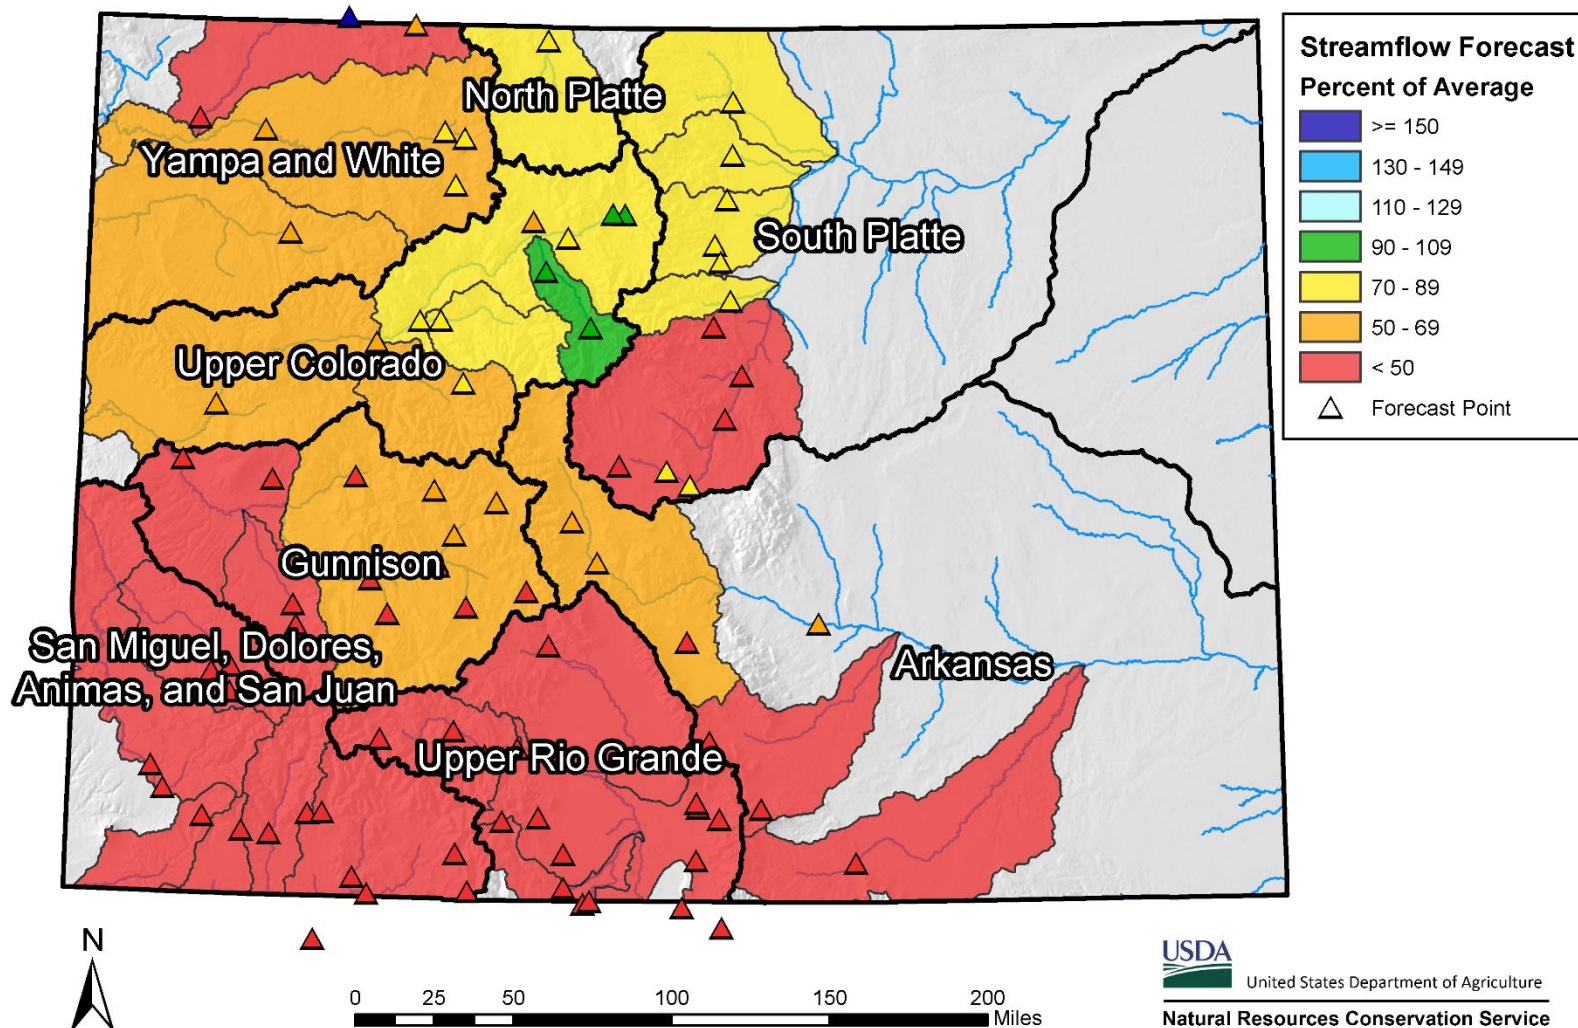 North Platte
Yampa and White
South Platte
Upper Colorado
Gunnison
San Miguel, Dolores,
Animas, and San Juan
Arkansas
Upper Rio Grande
Streamflow Forecast
Percent of Average
>= 150
130 - 149
110 - 129
90 - 109
70 - 89
50 - 69
< 50
Forecast Point
N
0 25 50 100 150 200
Miles
USDA
United States Department of Agriculture
Natural Resources Conservation Service